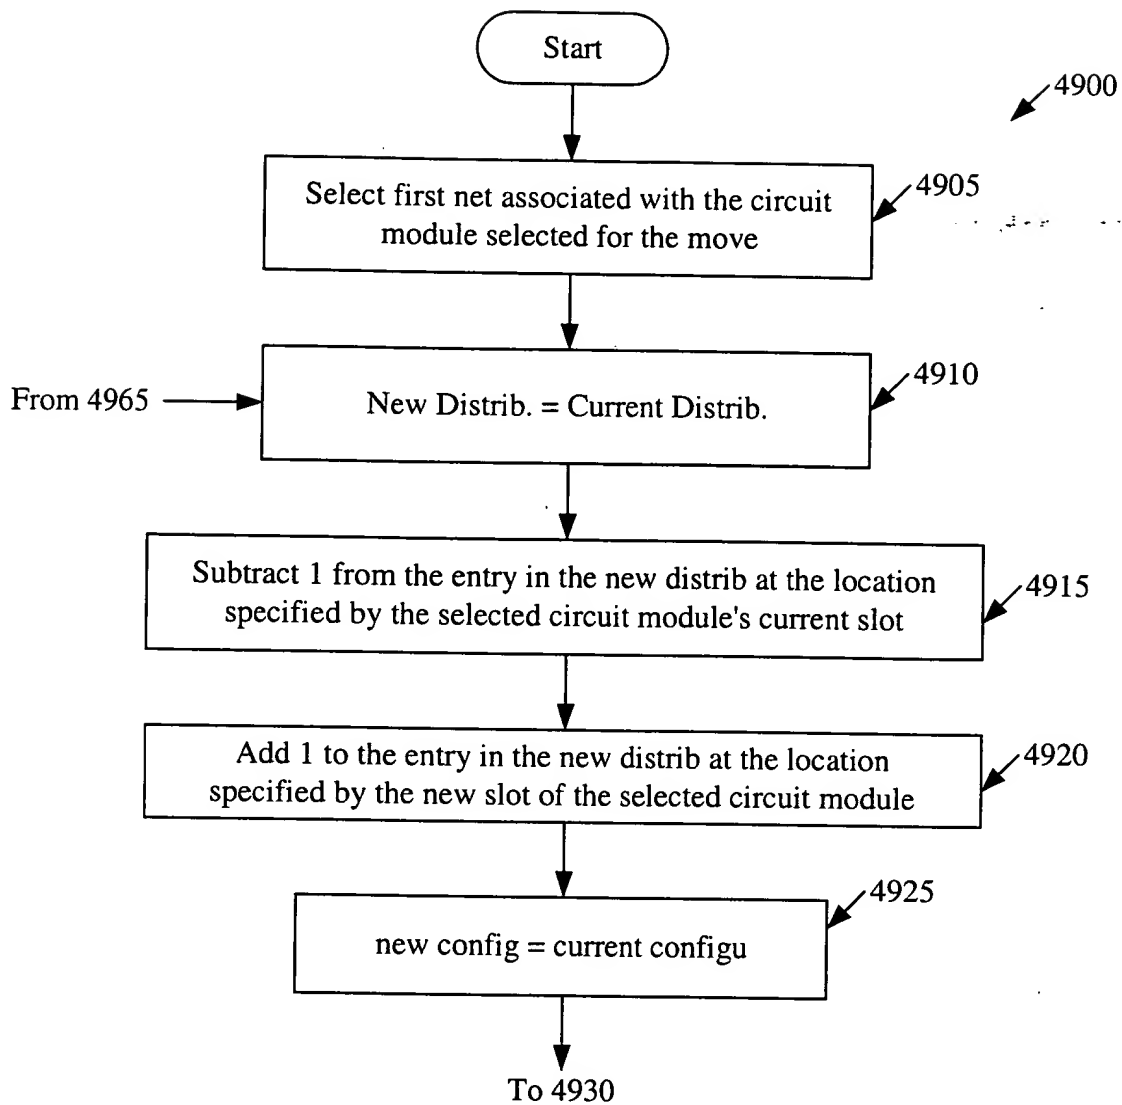 Start
4900
Select first net associated with the circuit
module selected for the move
4905
New Distrib. = Current Distrib.
4910
From 4965
Subtract 1 from the entry in the new distrib at the location
specified by the selected circuit module's current slot
4915
Add 1 to the entry in the new distrib at the location
specified by the new slot of the selected circuit module
4920
new config = current configu
4925
To 4930